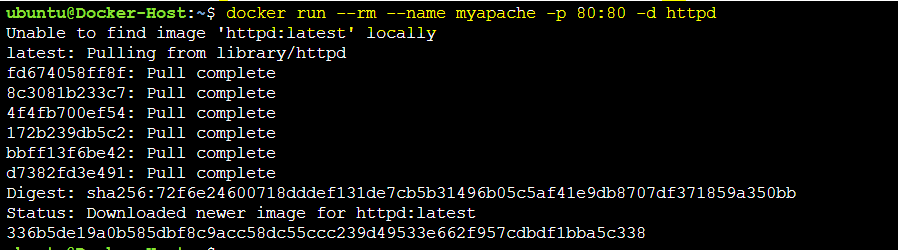 ubuntu@Docker-Host:~$ docker run --rm --name myapache -p 80:80 -d httpd
Unable to find image 'httpd:latest' locally
latest: Pulling from library/httpd
fd674058ff8f: Pull complete
8c3081b233c7: Pull complete
4f4fb700ef54: Pull complete
172b239db5c2: Pull complete
bbff13f6be42: Pull complete
d7382fd3e491: Pull complete
Digest: sha256:72f6e24600718dddef131de7cb5b31496b05c5af41e9db8707df371859a350bb
Status: Downloaded newer image for httpd:latest
336b5de19a0b585dbf8c9acc58dc55ccc239d49533e662f957cdbdf1bba5c338